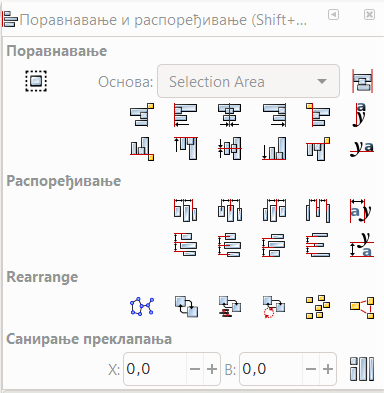 Поравнавање и распоређивање (Shift+...
Поравнавање
Основа: Selection Area
Распоређивање
Rearrange
Санирање преклапања
X: 0,0 В: 0,0